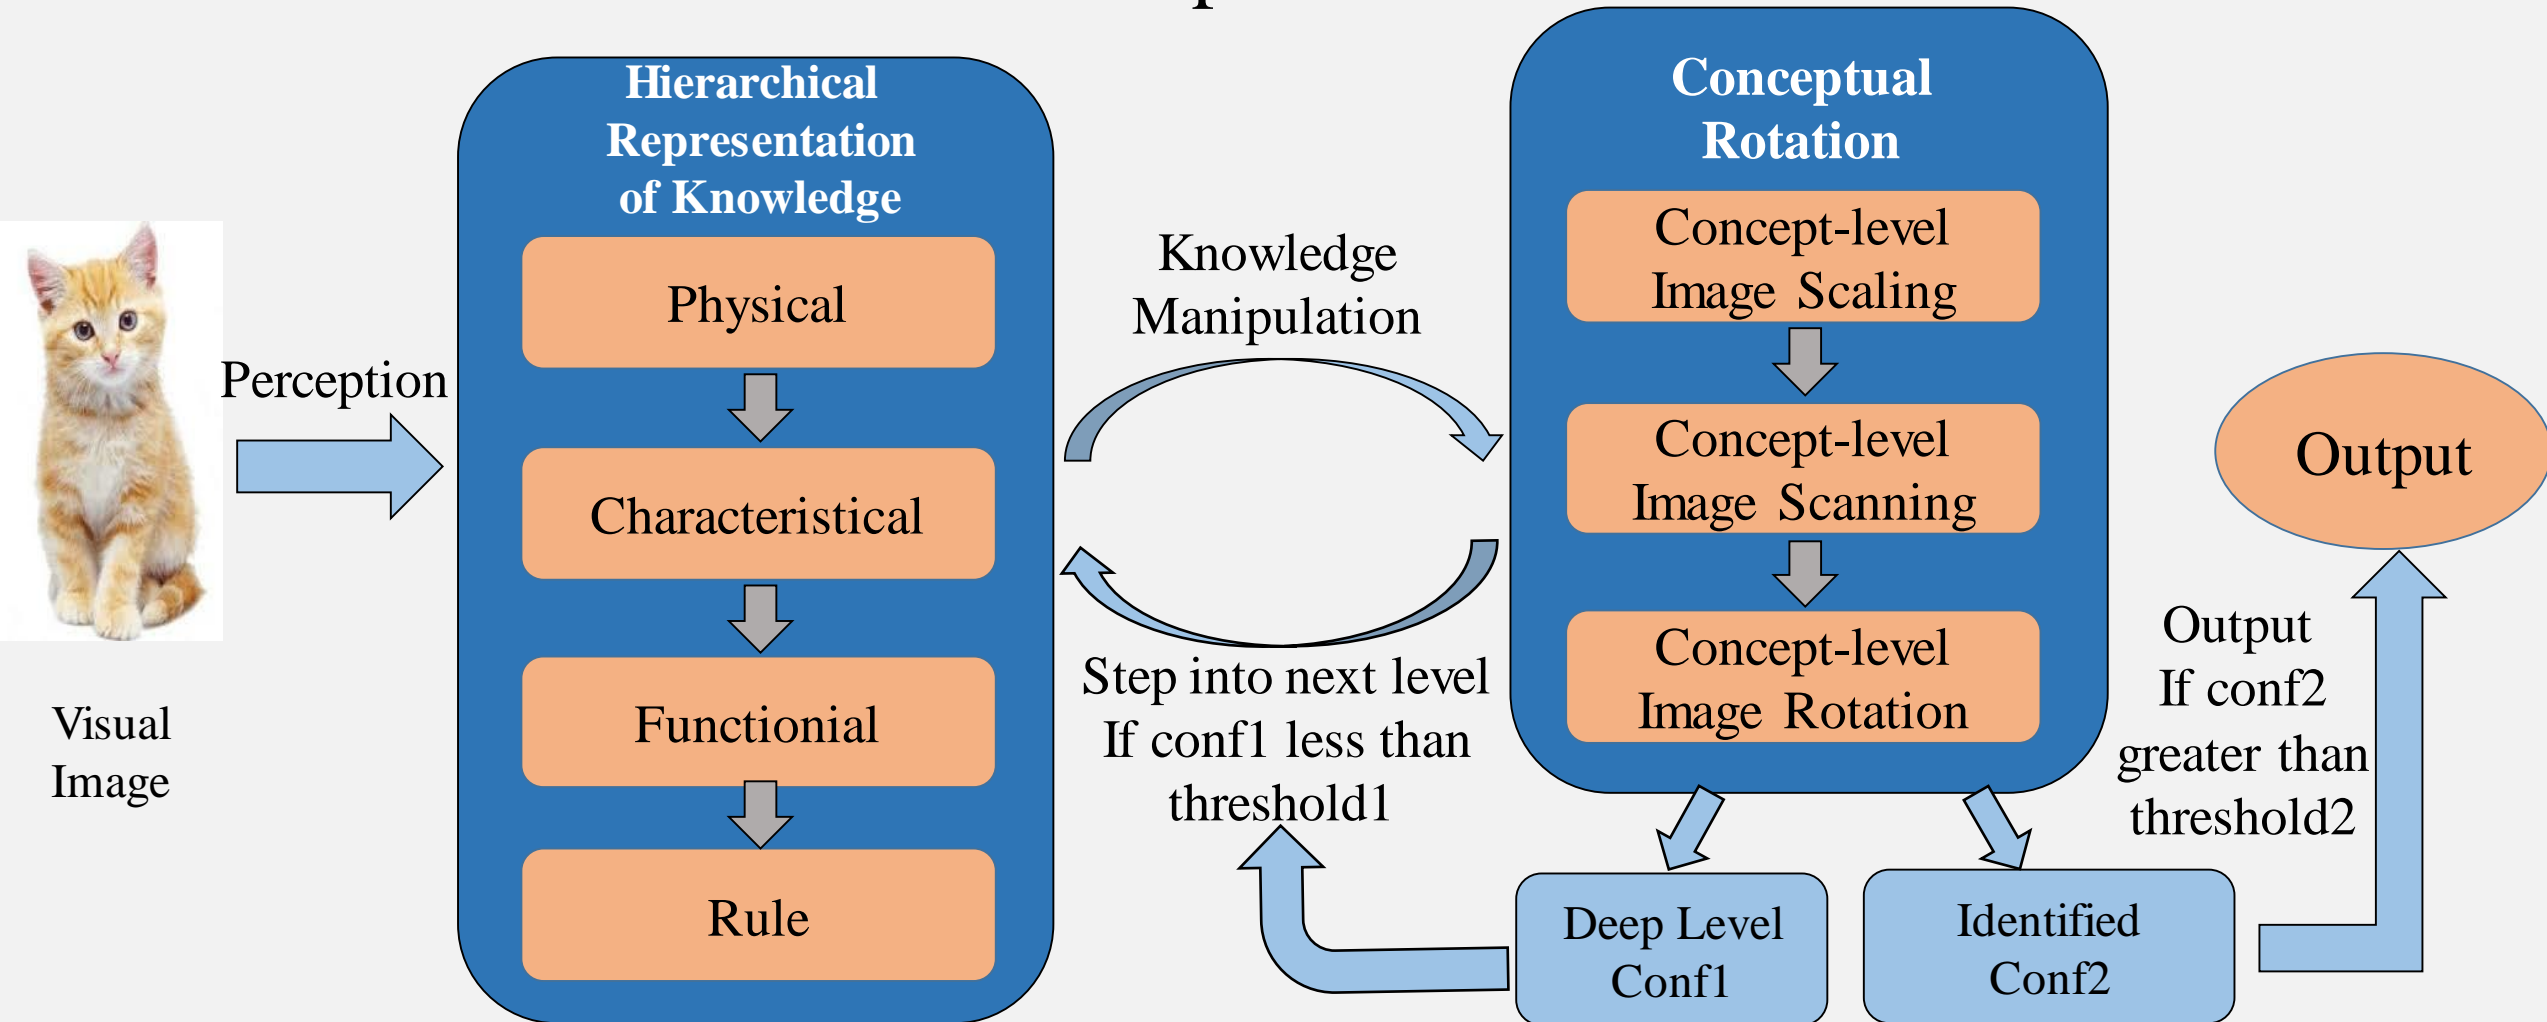 Hierarchical
Representation
of Knowledge
Physical
Characteristical
Functionial
Rule
Perception
Visual
Image
Knowledge
Manipulation
Step into next level
If conf1 less than
threshold1
Conceptual
Rotation
Concept-level
Image Scaling
Concept-level
Image Scanning
Concept-level
Image Rotation
Deep Level
Conf1
Identified
Conf2
Output
If conf2
greater than
threshold2
Output